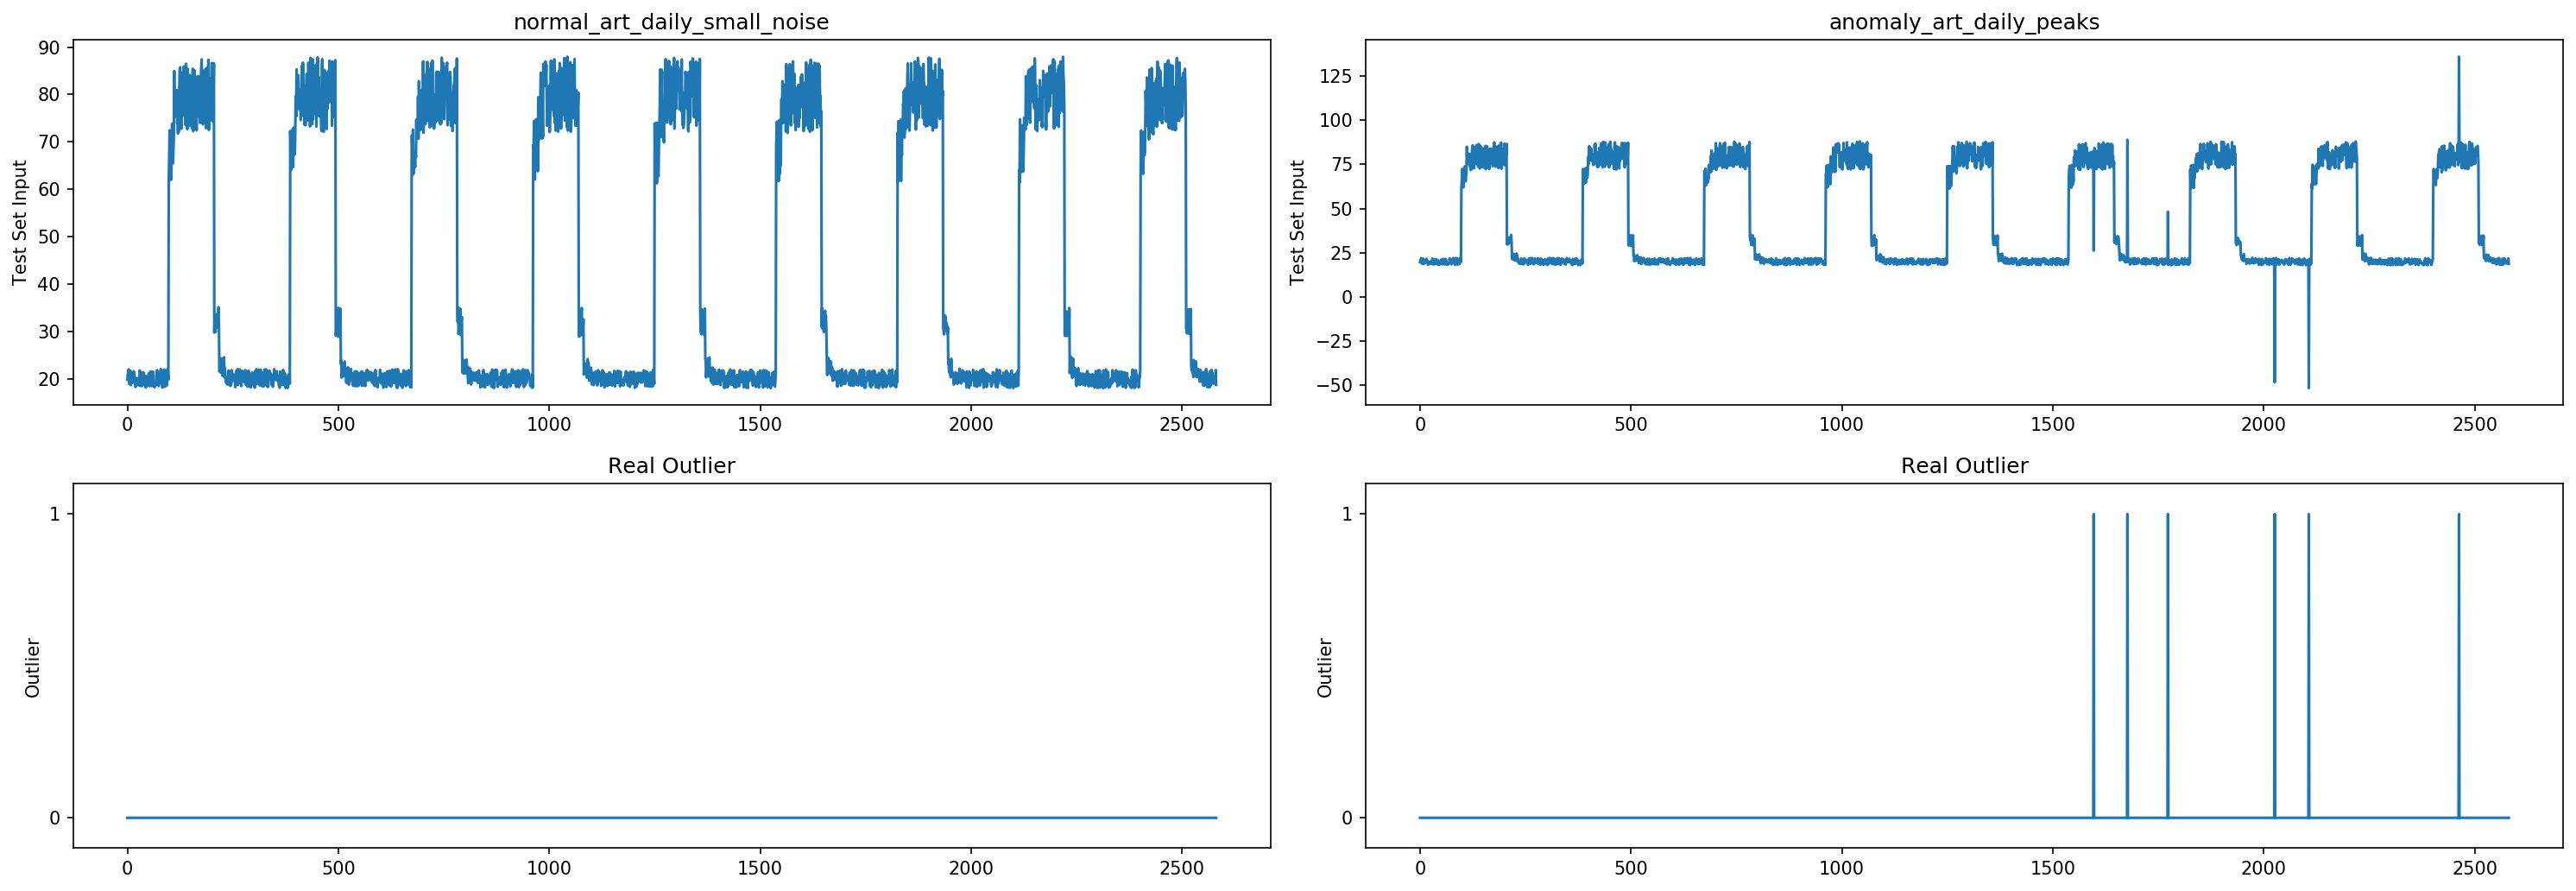 normal_art_daily_small_noise
Test Set Input
90
80
70
60
50
40
30
20
0 500 1000 1500 2000 2500
anomaly_art_daily_peaks
Test Set Input
125
100
75
50
25
0
−25
−50
0 500 1000 1500 2000 2500
Real Outlier
Outlier
1
0
0 500 1000 1500 2000 2500
Real Outlier
Outlier
1
0
0 500 1000 1500 2000 2500